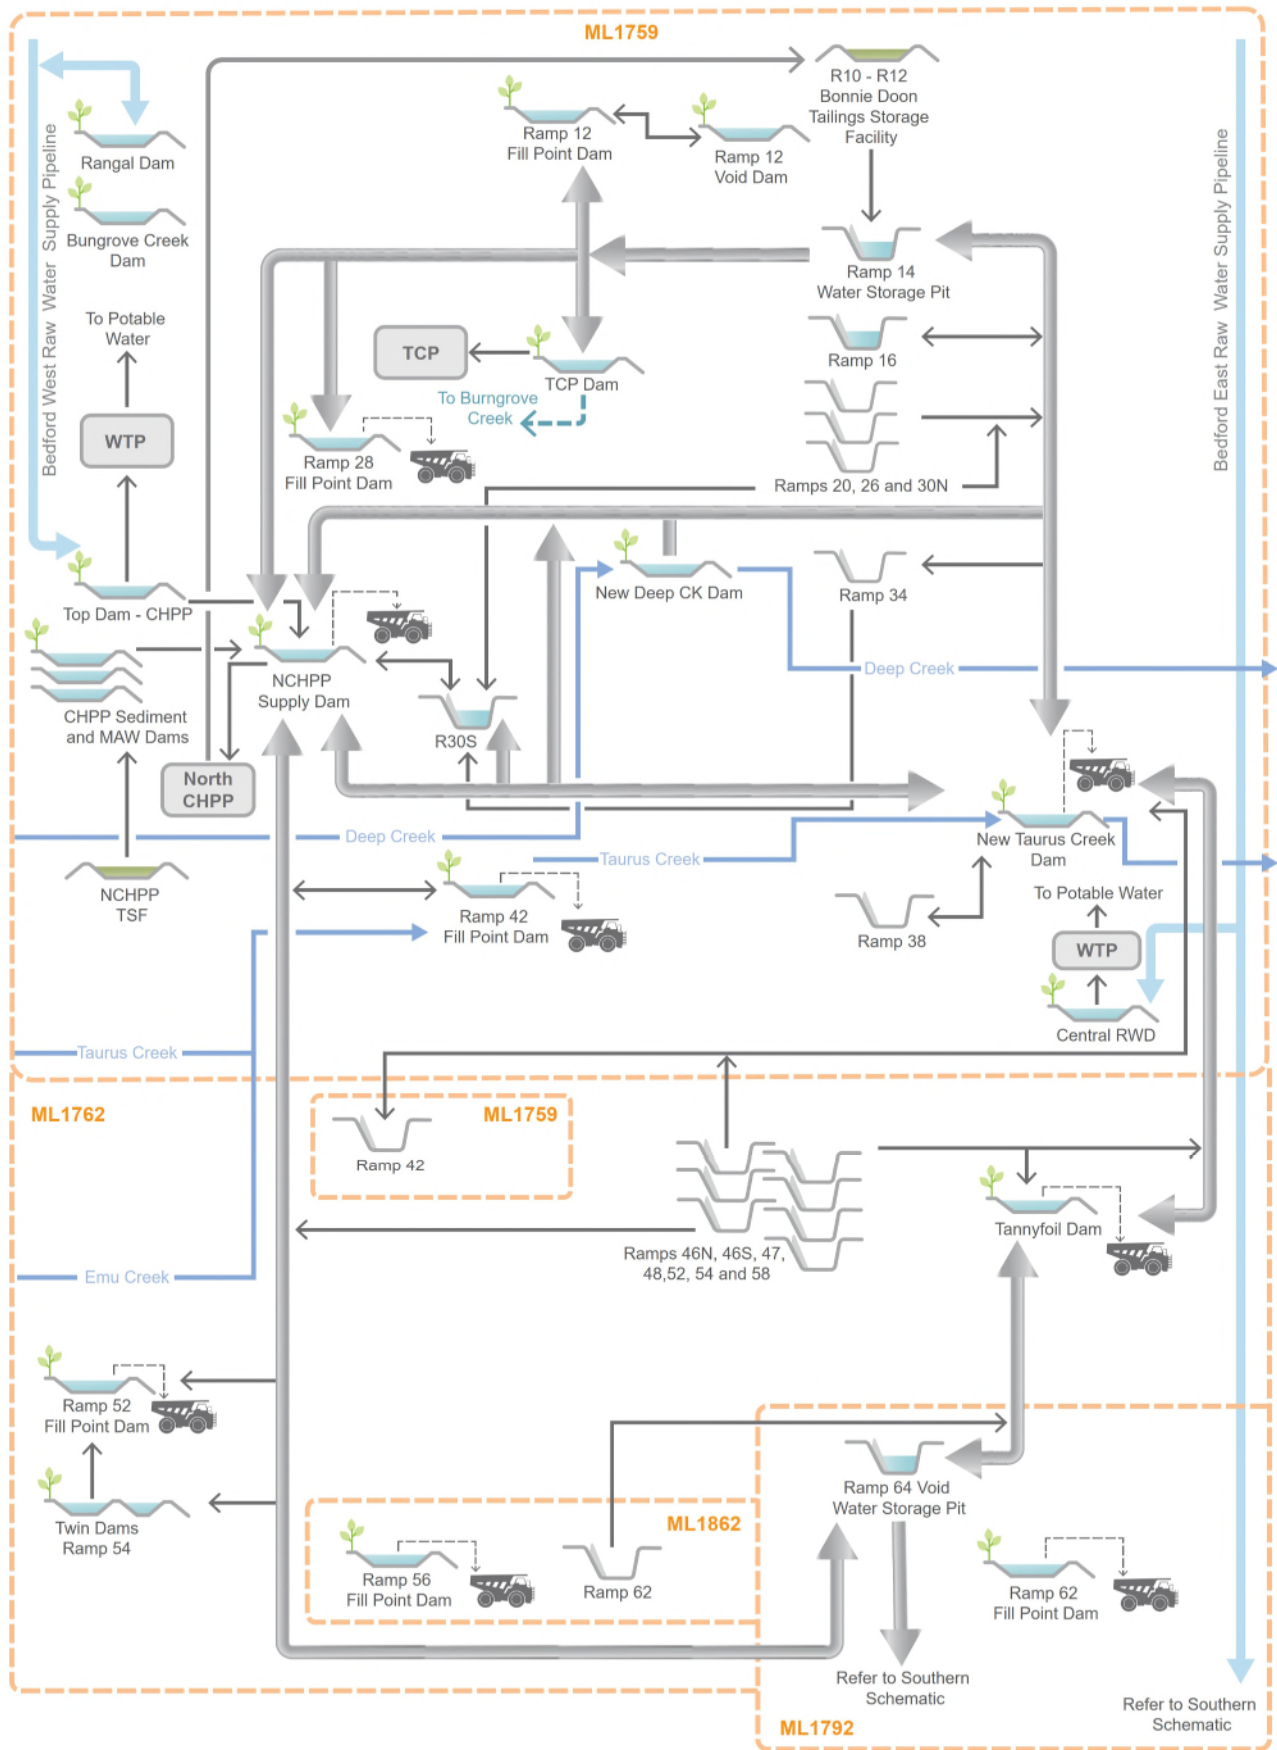 ML1759
R10 - R12
Bonnie Doon
Tailings Storage
Facility
Ramp 12
Fill Point Dam
Ramp 12
Void Dam
Rangal Dam
Bungrove Creek
Dam
Bedford West Raw Water Supply Pipeline
Bedford East Raw Water Supply Pipeline
Ramp 14
Water Storage Pit
To Potable
Water
WTP
TCP
TCP Dam
Ramp 16
To Burngrove
Creek
Ramp 28
Fill Point Dam
Ramps 20, 26 and 30N
Top Dam - CHPP
New Deep CK Dam
Ramp 34
Deep Creek
NCHPP
Supply Dam
CHPP Sediment
and MAW Dams
R30S
North
CHPP
Deep Creek
Taurus Creek
New Taurus Creek
Dam
NCHPP
TSF
Ramp 42
Fill Point Dam
Ramp 38
To Potable Water
WTP
Central RWD
Taurus Creek
ML1762
ML1759
Ramp 42
Tannyfoil Dam
Ramps 46N, 46S, 47,
48,52, 54 and 58
Emu Creek
Ramp 52
Fill Point Dam
Twin Dams
Ramp 54
Ramp 64 Void
Water Storage Pit
ML1862
Ramp 56
Fill Point Dam
Ramp 62
Ramp 62
Fill Point Dam
Refer to Southern
Schematic
Refer to Southern
Schematic
ML1792